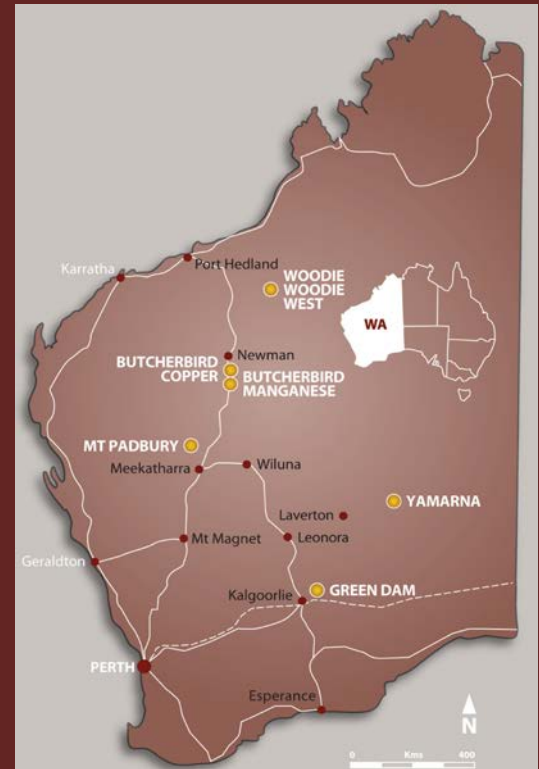 Karratha
Port Hedland
WOODIE
WOODIE
WEST
WA
Newman
BUTCHERBIRD
COPPER
BUTCHERBIRD
MANGANESE
MT PADBURY
Meekatharra
Wiluna
YAMARNA
Laverton
Leonora
Mt Magnet
Geraldton
GREEN DAM
Kalgoorlie
PERTH
Esperance
N
0 Kms 400